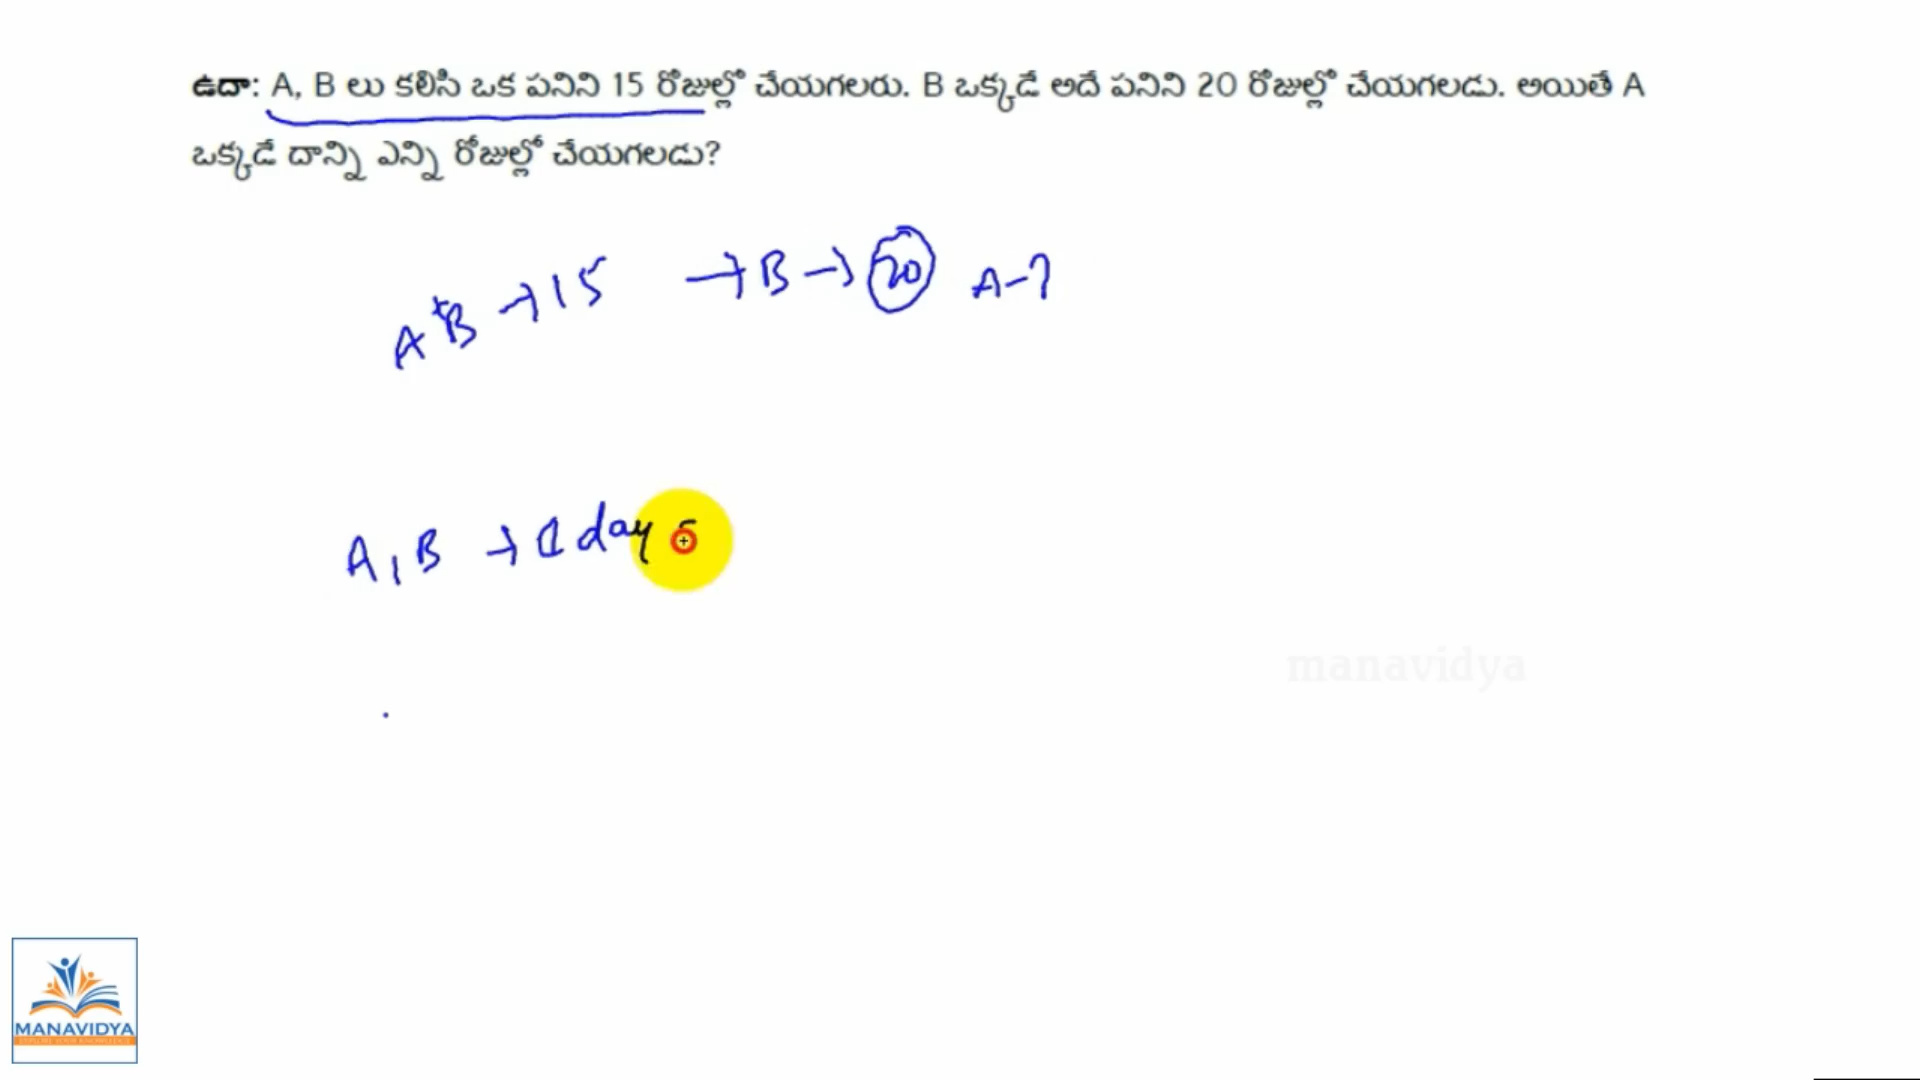 ఉదా: A, B లు కలిసి ఒక పనిని 15 రోజుల్లో చేయగలరు. B ఒక్కడే అదే పనిని 20 రోజుల్లో చేయగలడు. అయితే A
ఒక్కడే దాన్ని ఎన్ని రోజుల్లో చేయగలడు?
A+B → 15 → B → 20 A-?
A, B → 1 day
manavidya
MANAVIDYA